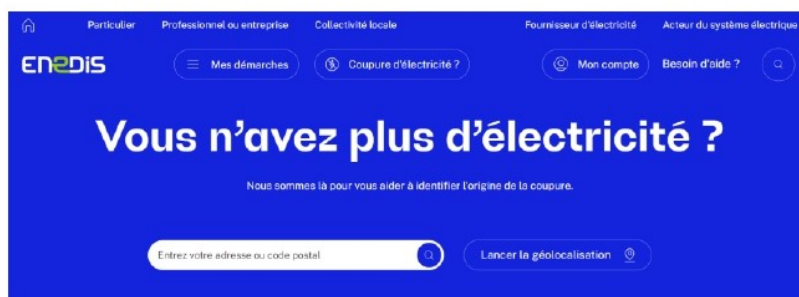 Particulier Professionnel ou entreprise Collectivité locale Fournisseur d'électricité Acteur du système électrique
ENEDIS Mes démarches Coupure d'électricité ? Mon compte Besoin d'aide ?
Vous n'avez plus d'électricité ?
Nous sommes là pour vous aider à identifier l'origine de la coupure.
Entrez votre adresse ou code postal Lancer la géolocalisation